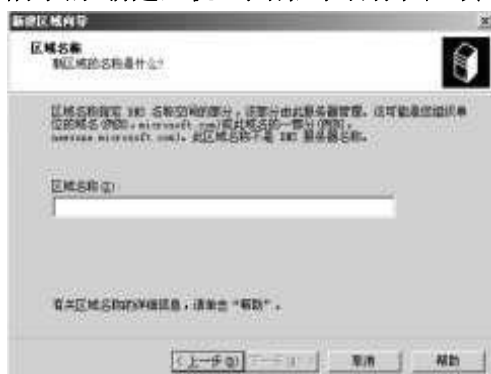 新建区域向导
区域名称
新区域的名称是什么?
区域名称指定 DNS 名称空间的部分，该部分由此服务器管理。这可能是您组织单
位的域名(例如，microsoft.com)或此域名的一部分(例如，
newzone.microsoft.com)。此区域名称不是 DNS 服务器名称。
区域名称(Z):
有关区域名称的详细信息，请单击“帮助”。
<上一步(B)
下一步(N)>
取消
帮助